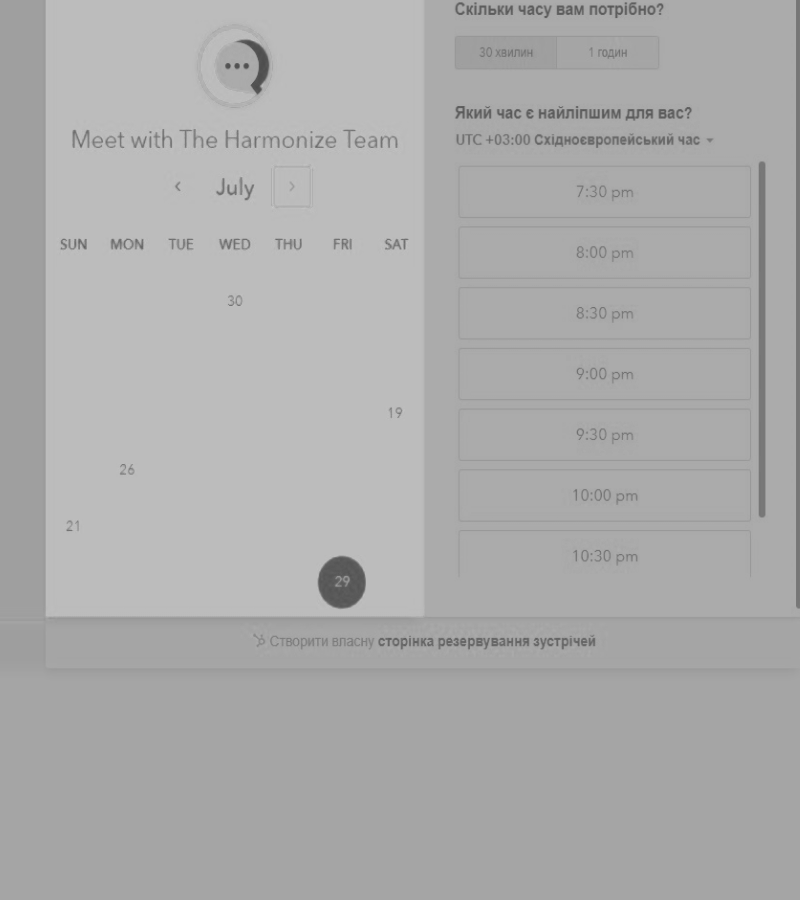 Meet with The Harmonize Team
July
SUN MON TUE WED THU FRI SAT
30
19
26
21
29
Скільки часу вам потрібно?
30 хвилин 1 годин
Який час є найліпшим для вас?
UTC +03:00 Східноєвропейський час
7:30 pm
8:00 pm
8:30 pm
9:00 pm
9:30 pm
10:00 pm
10:30 pm
Створити власну сторінка резервування зустрічей